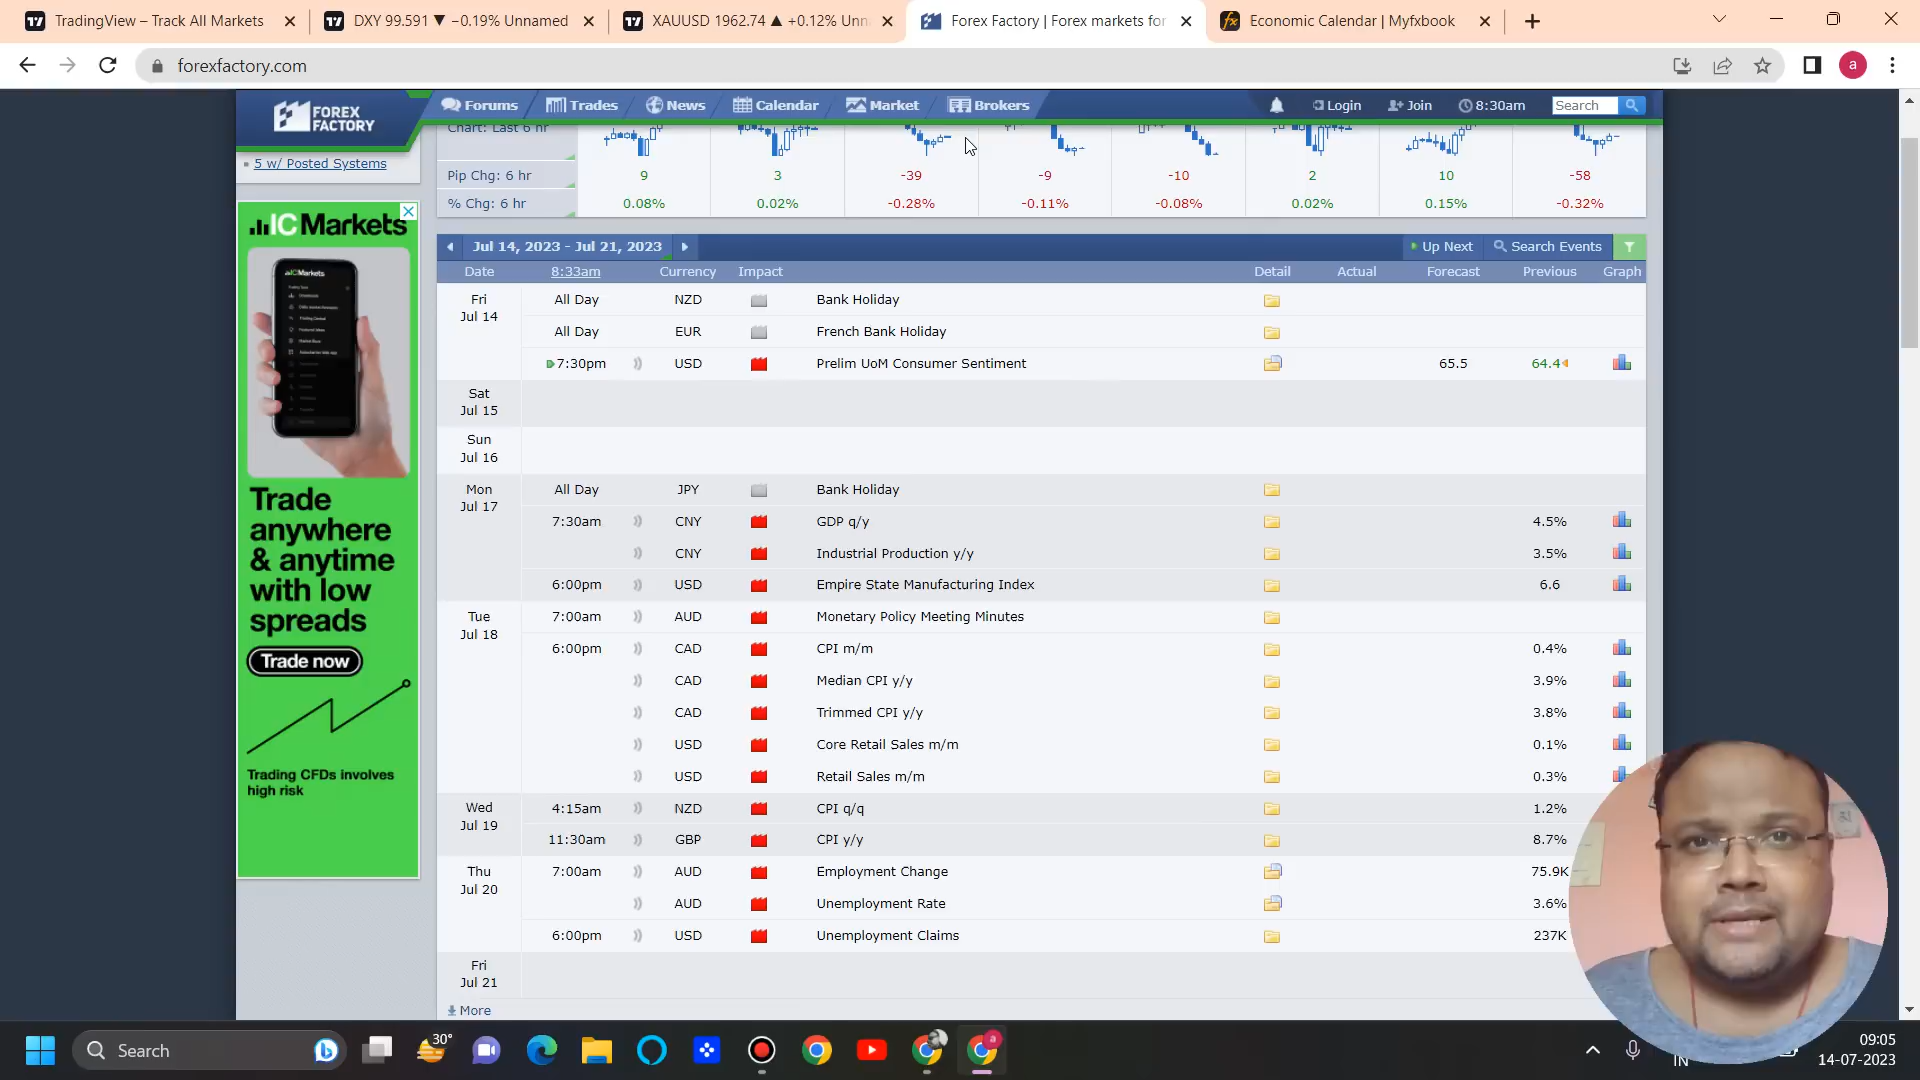 TradingView – Track All Markets
DXY 99.591 ▼ −0.19% Unnamed
XAUUSD 1962.74 ▲ +0.12% Unn
Forex Factory | Forex markets for
Economic Calendar | Myfxbook
forexfactory.com
a
FOREX FACTORY
Forums
Trades
News
Calendar
Market
Brokers
Login
Join
8:30am
Search
5 w/ Posted Systems
Chart: Last 6 hr
Pip Chg: 6 hr 9 3 -39 -9 -10 2 10 -58
% Chg: 6 hr 0.08% 0.02% -0.28% -0.11% -0.08% 0.02% 0.15% -0.32%
IC Markets
Trade
anywhere
& anytime
with low
spreads
Trade now
Trading CFDs involves
high risk
Jul 14, 2023 - Jul 21, 2023 Up Next Search Events
Date 8:33am Currency Impact Detail Actual Forecast Previous Graph
Fri
Jul 14
All Day NZD Bank Holiday
All Day EUR French Bank Holiday
7:30pm USD Prelim UoM Consumer Sentiment 65.5 64.4
Sat
Jul 15
Sun
Jul 16
Mon
Jul 17
All Day JPY Bank Holiday
7:30am CNY GDP q/y 4.5%
CNY Industrial Production y/y 3.5%
6:00pm USD Empire State Manufacturing Index 6.6
Tue
Jul 18
7:00am AUD Monetary Policy Meeting Minutes
6:00pm CAD CPI m/m 0.4%
CAD Median CPI y/y 3.9%
CAD Trimmed CPI y/y 3.8%
USD Core Retail Sales m/m 0.1%
USD Retail Sales m/m 0.3%
Wed
Jul 19
4:15am NZD CPI q/q 1.2%
11:30am GBP CPI y/y 8.7%
Thu
Jul 20
7:00am AUD Employment Change 75.9K
AUD Unemployment Rate 3.6%
6:00pm USD Unemployment Claims 237K
Fri
Jul 21
More
Search
30°
IN
09:05
14-07-2023